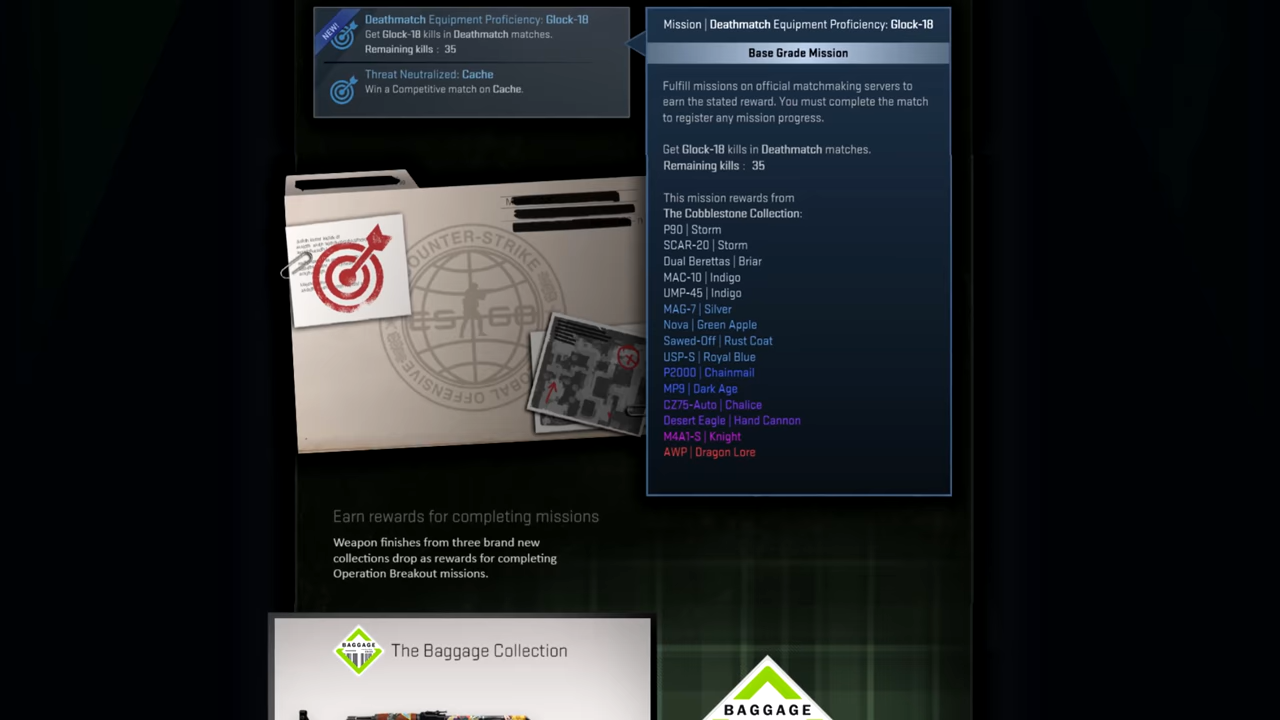 NEW!
Deathmatch Equipment Proficiency: Glock-18
Get Glock-18 kills in Deathmatch matches.
Remaining kills : 35
Threat Neutralized: Cache
Win a Competitive match on Cache.
Mission | Deathmatch Equipment Proficiency: Glock-18
Base Grade Mission
Fulfill missions on official matchmaking servers to
earn the stated reward. You must complete the match
to register any mission progress.
Get Glock-18 kills in Deathmatch matches.
Remaining kills : 35
This mission rewards from
The Cobblestone Collection:
P90 | Storm
SCAR-20 | Storm
Dual Berettas | Briar
MAC-10 | Indigo
UMP-45 | Indigo
MAG-7 | Silver
Nova | Green Apple
Sawed-Off | Rust Coat
USP-S | Royal Blue
P2000 | Chainmail
MP9 | Dark Age
CZ75-Auto | Chalice
Desert Eagle | Hand Cannon
M4A1-S | Knight
AWP | Dragon Lore
COUNTER-STRIKE
CS GO
GLOBAL OFFENSIVE
Earn rewards for completing missions
Weapon finishes from three brand new
collections drop as rewards for completing
Operation Breakout missions.
BAGGAGE
The Baggage Collection
BAGGAGE